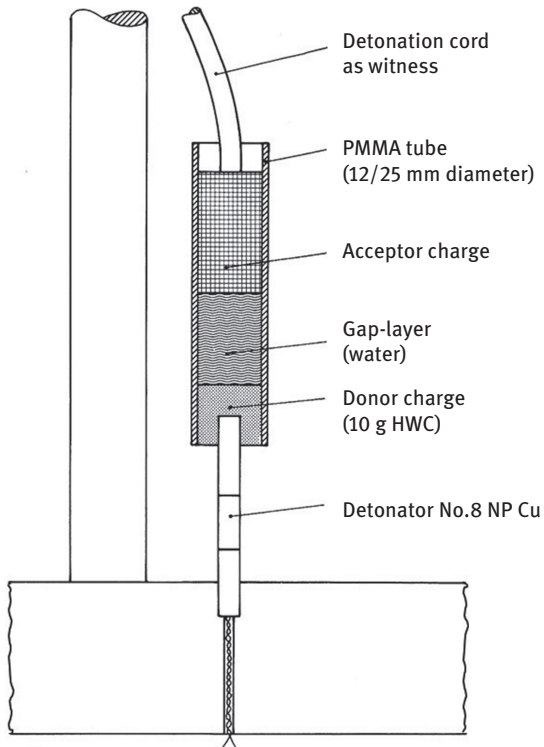 Detonation cord
as witness
PMMA tube
(12/25 mm diameter)
Acceptor charge
Gap-layer
(water)
Donor charge
(10 g HWC)
Detonator No.8 NP Cu